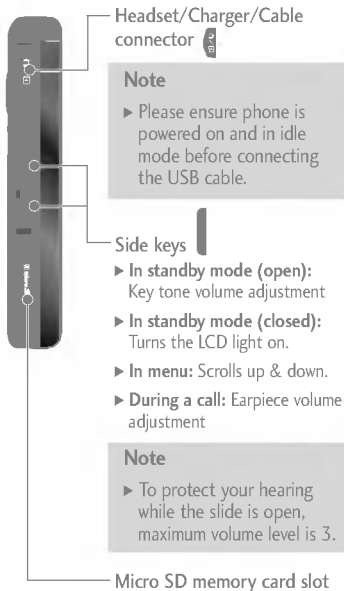 Headset/Charger/Cable
connector
Note
▶ Please ensure phone is
powered on and in idle
mode before connecting
the USB cable.
Side keys
▶ In standby mode (open):
Key tone volume adjustment
▶ In standby mode (closed):
Turns the LCD light on.
▶ In menu: Scrolls up & down.
▶ During a call: Earpiece volume
adjustment
Note
▶ To protect your hearing
while the slide is open,
maximum volume level is 3.
Micro SD memory card slot